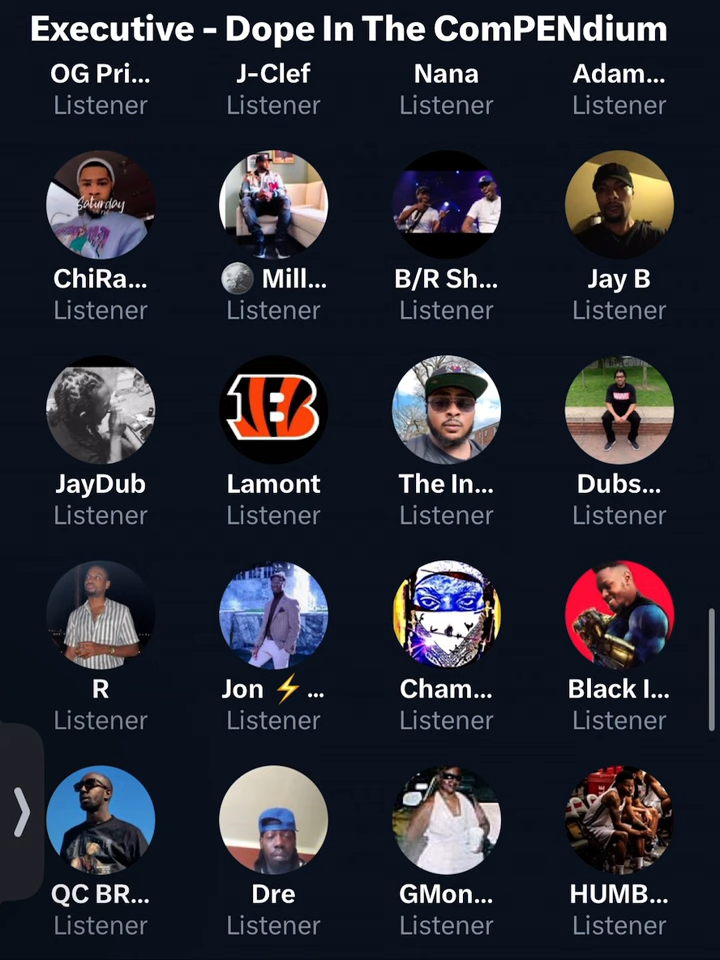 Executive - Dope In The ComPENdium
OG Pri... J-Clef Nana Adam...
Listener Listener Listener Listener
Saturday
ChiRa... Mill... B/R Sh... Jay B
Listener Listener Listener Listener
B
JayDub Lamont The In... Dubs...
Listener Listener Listener Listener
R Jon ⚡ ... Cham... Black I...
Listener Listener Listener Listener
QC BR... Dre GMon... HUMB...
Listener Listener Listener Listener